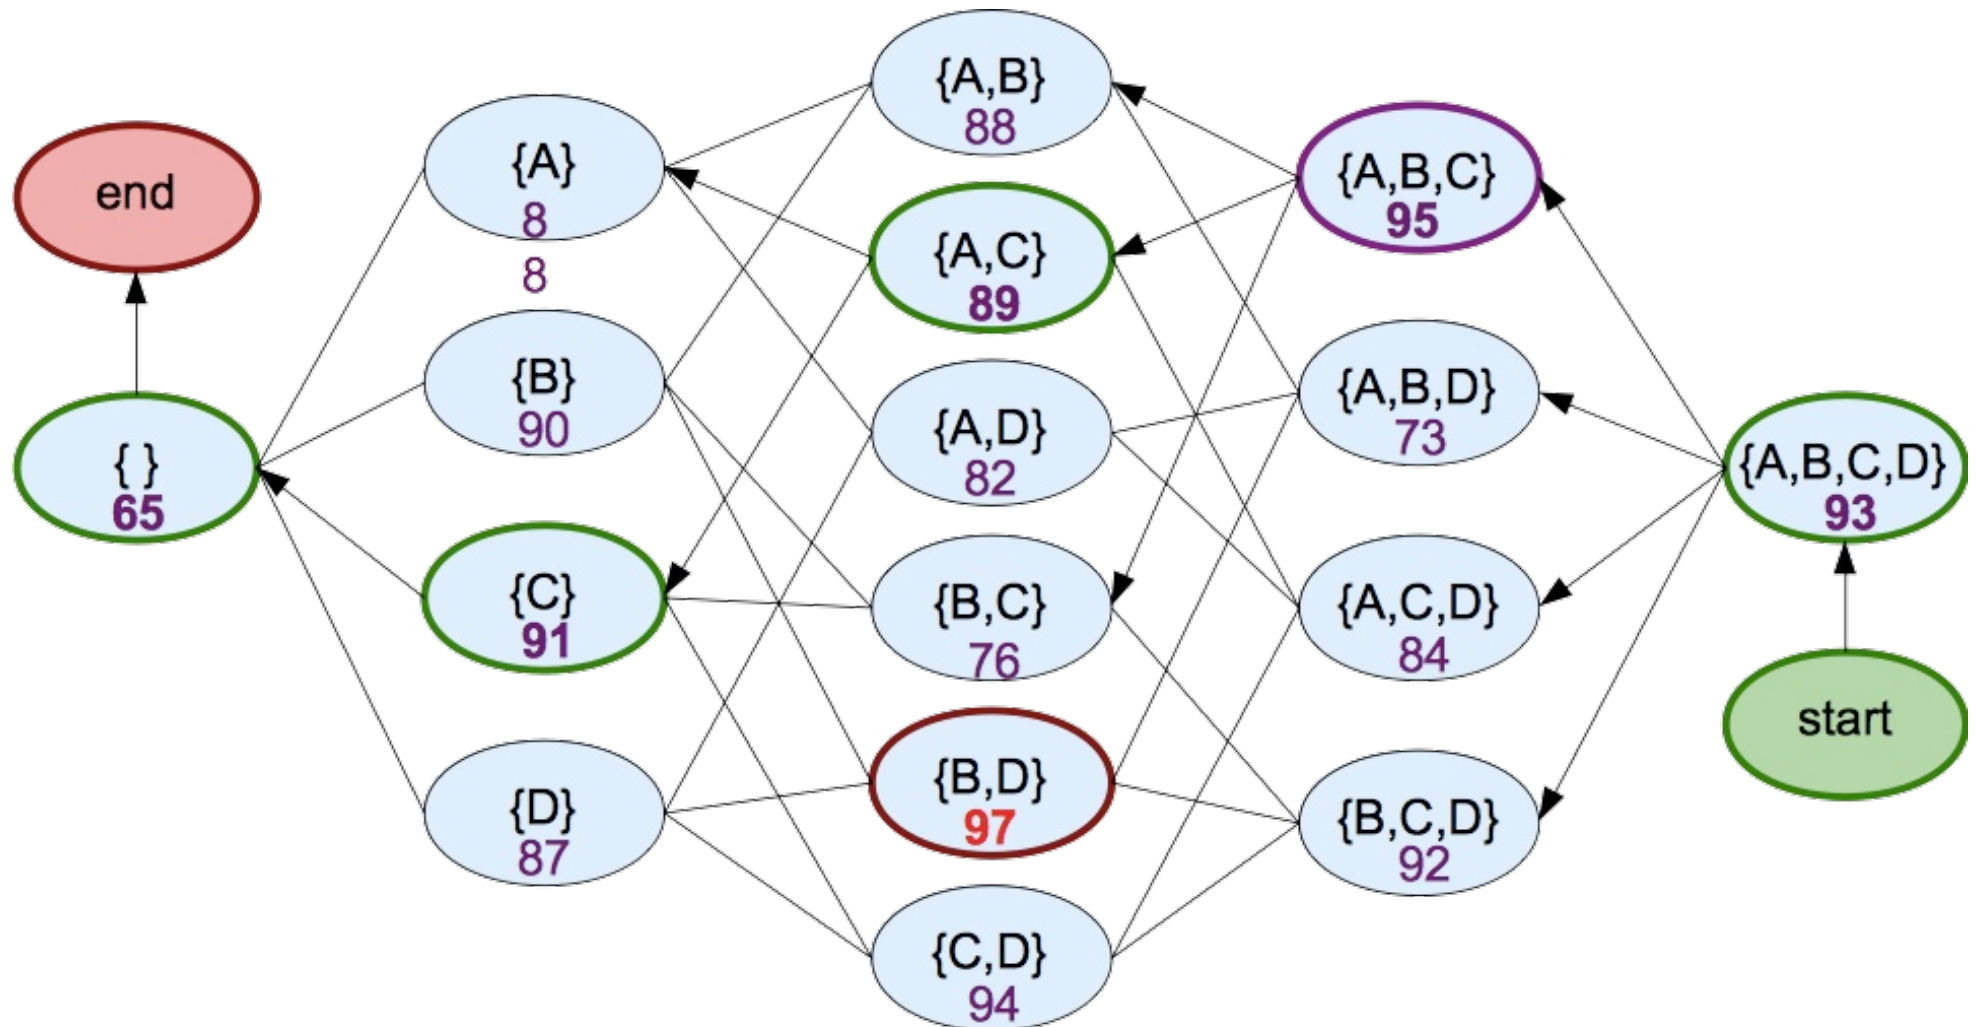 end
{ }
65
{A}
8
8
{B}
90
{C}
91
{D}
87
{A,B}
88
{A,C}
89
{A,D}
82
{B,C}
76
{B,D}
97
{C,D}
94
{A,B,C}
95
{A,B,D}
73
{A,C,D}
84
{B,C,D}
92
{A,B,C,D}
93
start